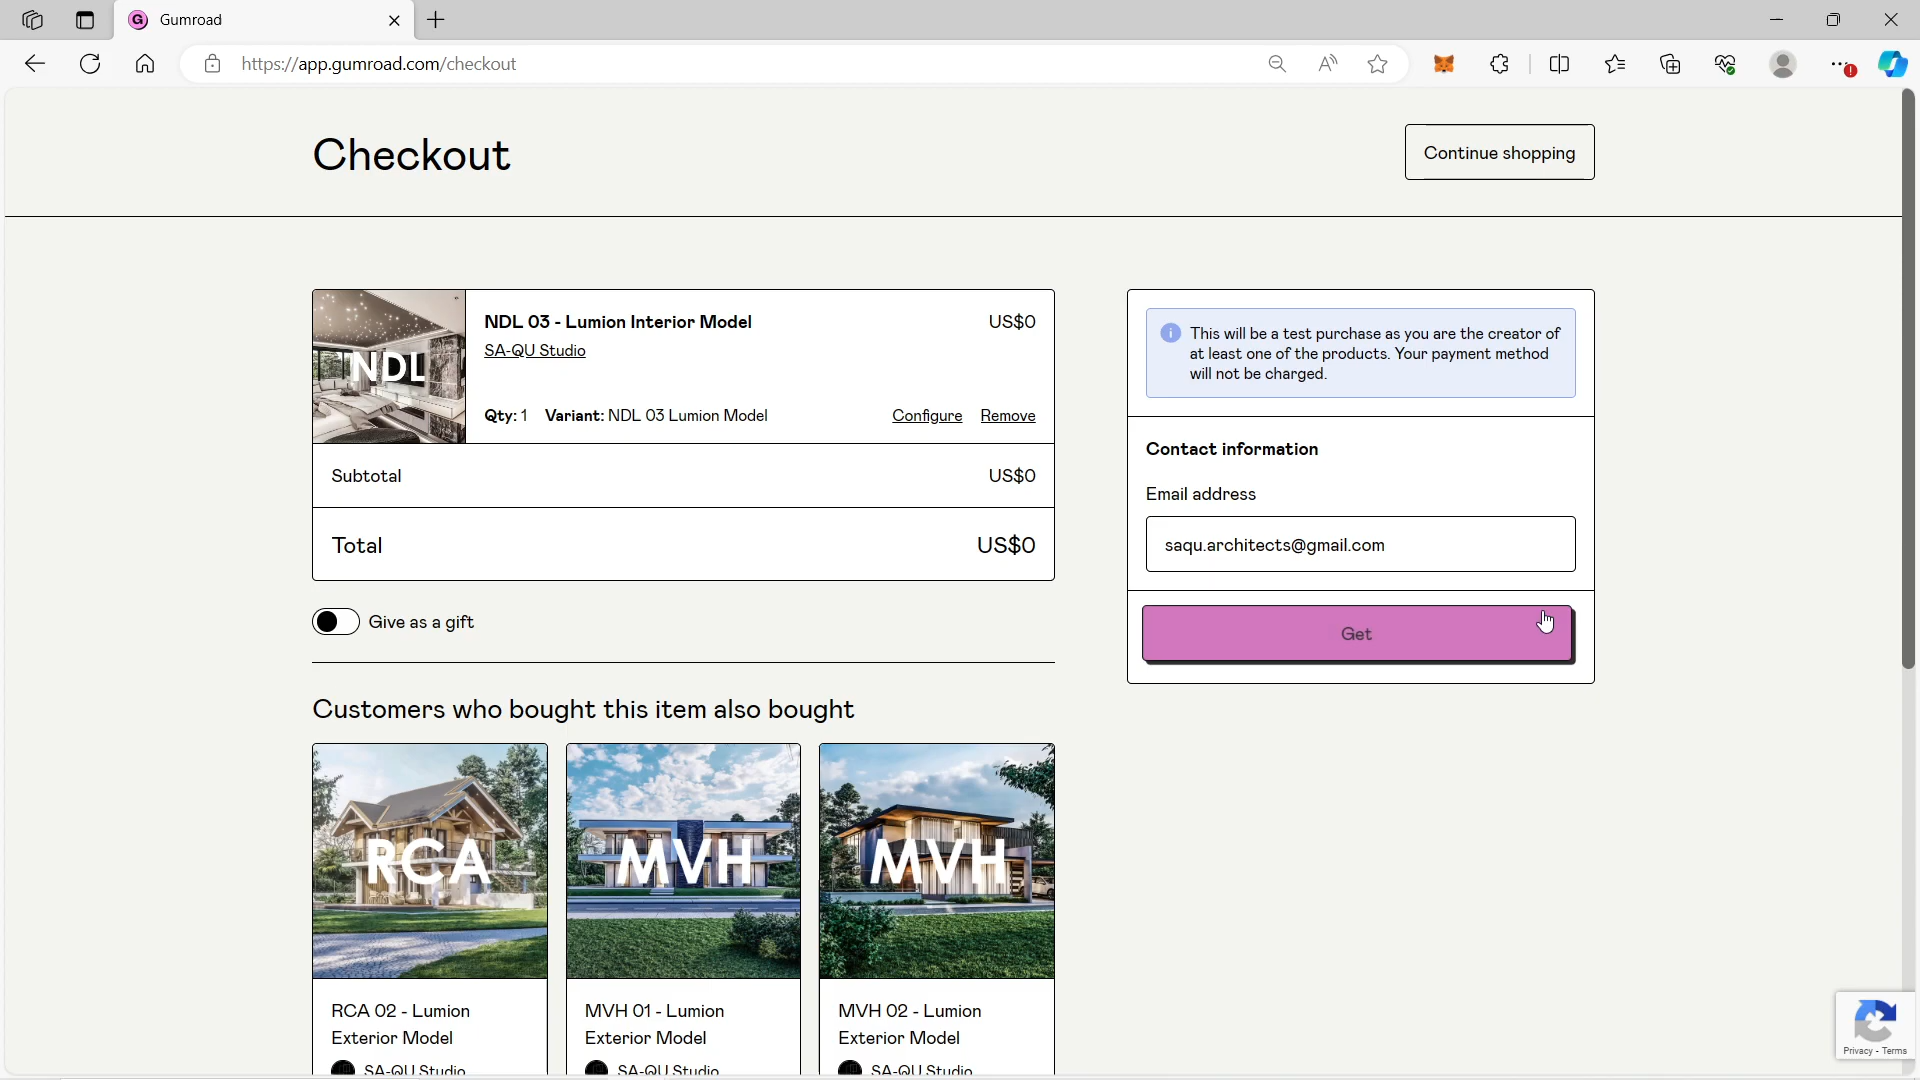 Gumroad
https://app.gumroad.com/checkout
Checkout
Continue shopping
NDL
NDL 03 - Lumion Interior Model
US$0
SA-QU Studio
Qty: 1 Variant: NDL 03 Lumion Model
Configure Remove
Subtotal
US$0
Total
US$0
Give as a gift
This will be a test purchase as you are the creator of
at least one of the products. Your payment method
will not be charged.
Contact information
Email address
saqu.architects@gmail.com
Get
Customers who bought this item also bought
RCA
MVH
MVH
RCA 02 - Lumion
Exterior Model
SA-QU Studio
MVH 01 - Lumion
Exterior Model
SA-QU Studio
MVH 02 - Lumion
Exterior Model
SA-QU Studio
Privacy - Terms